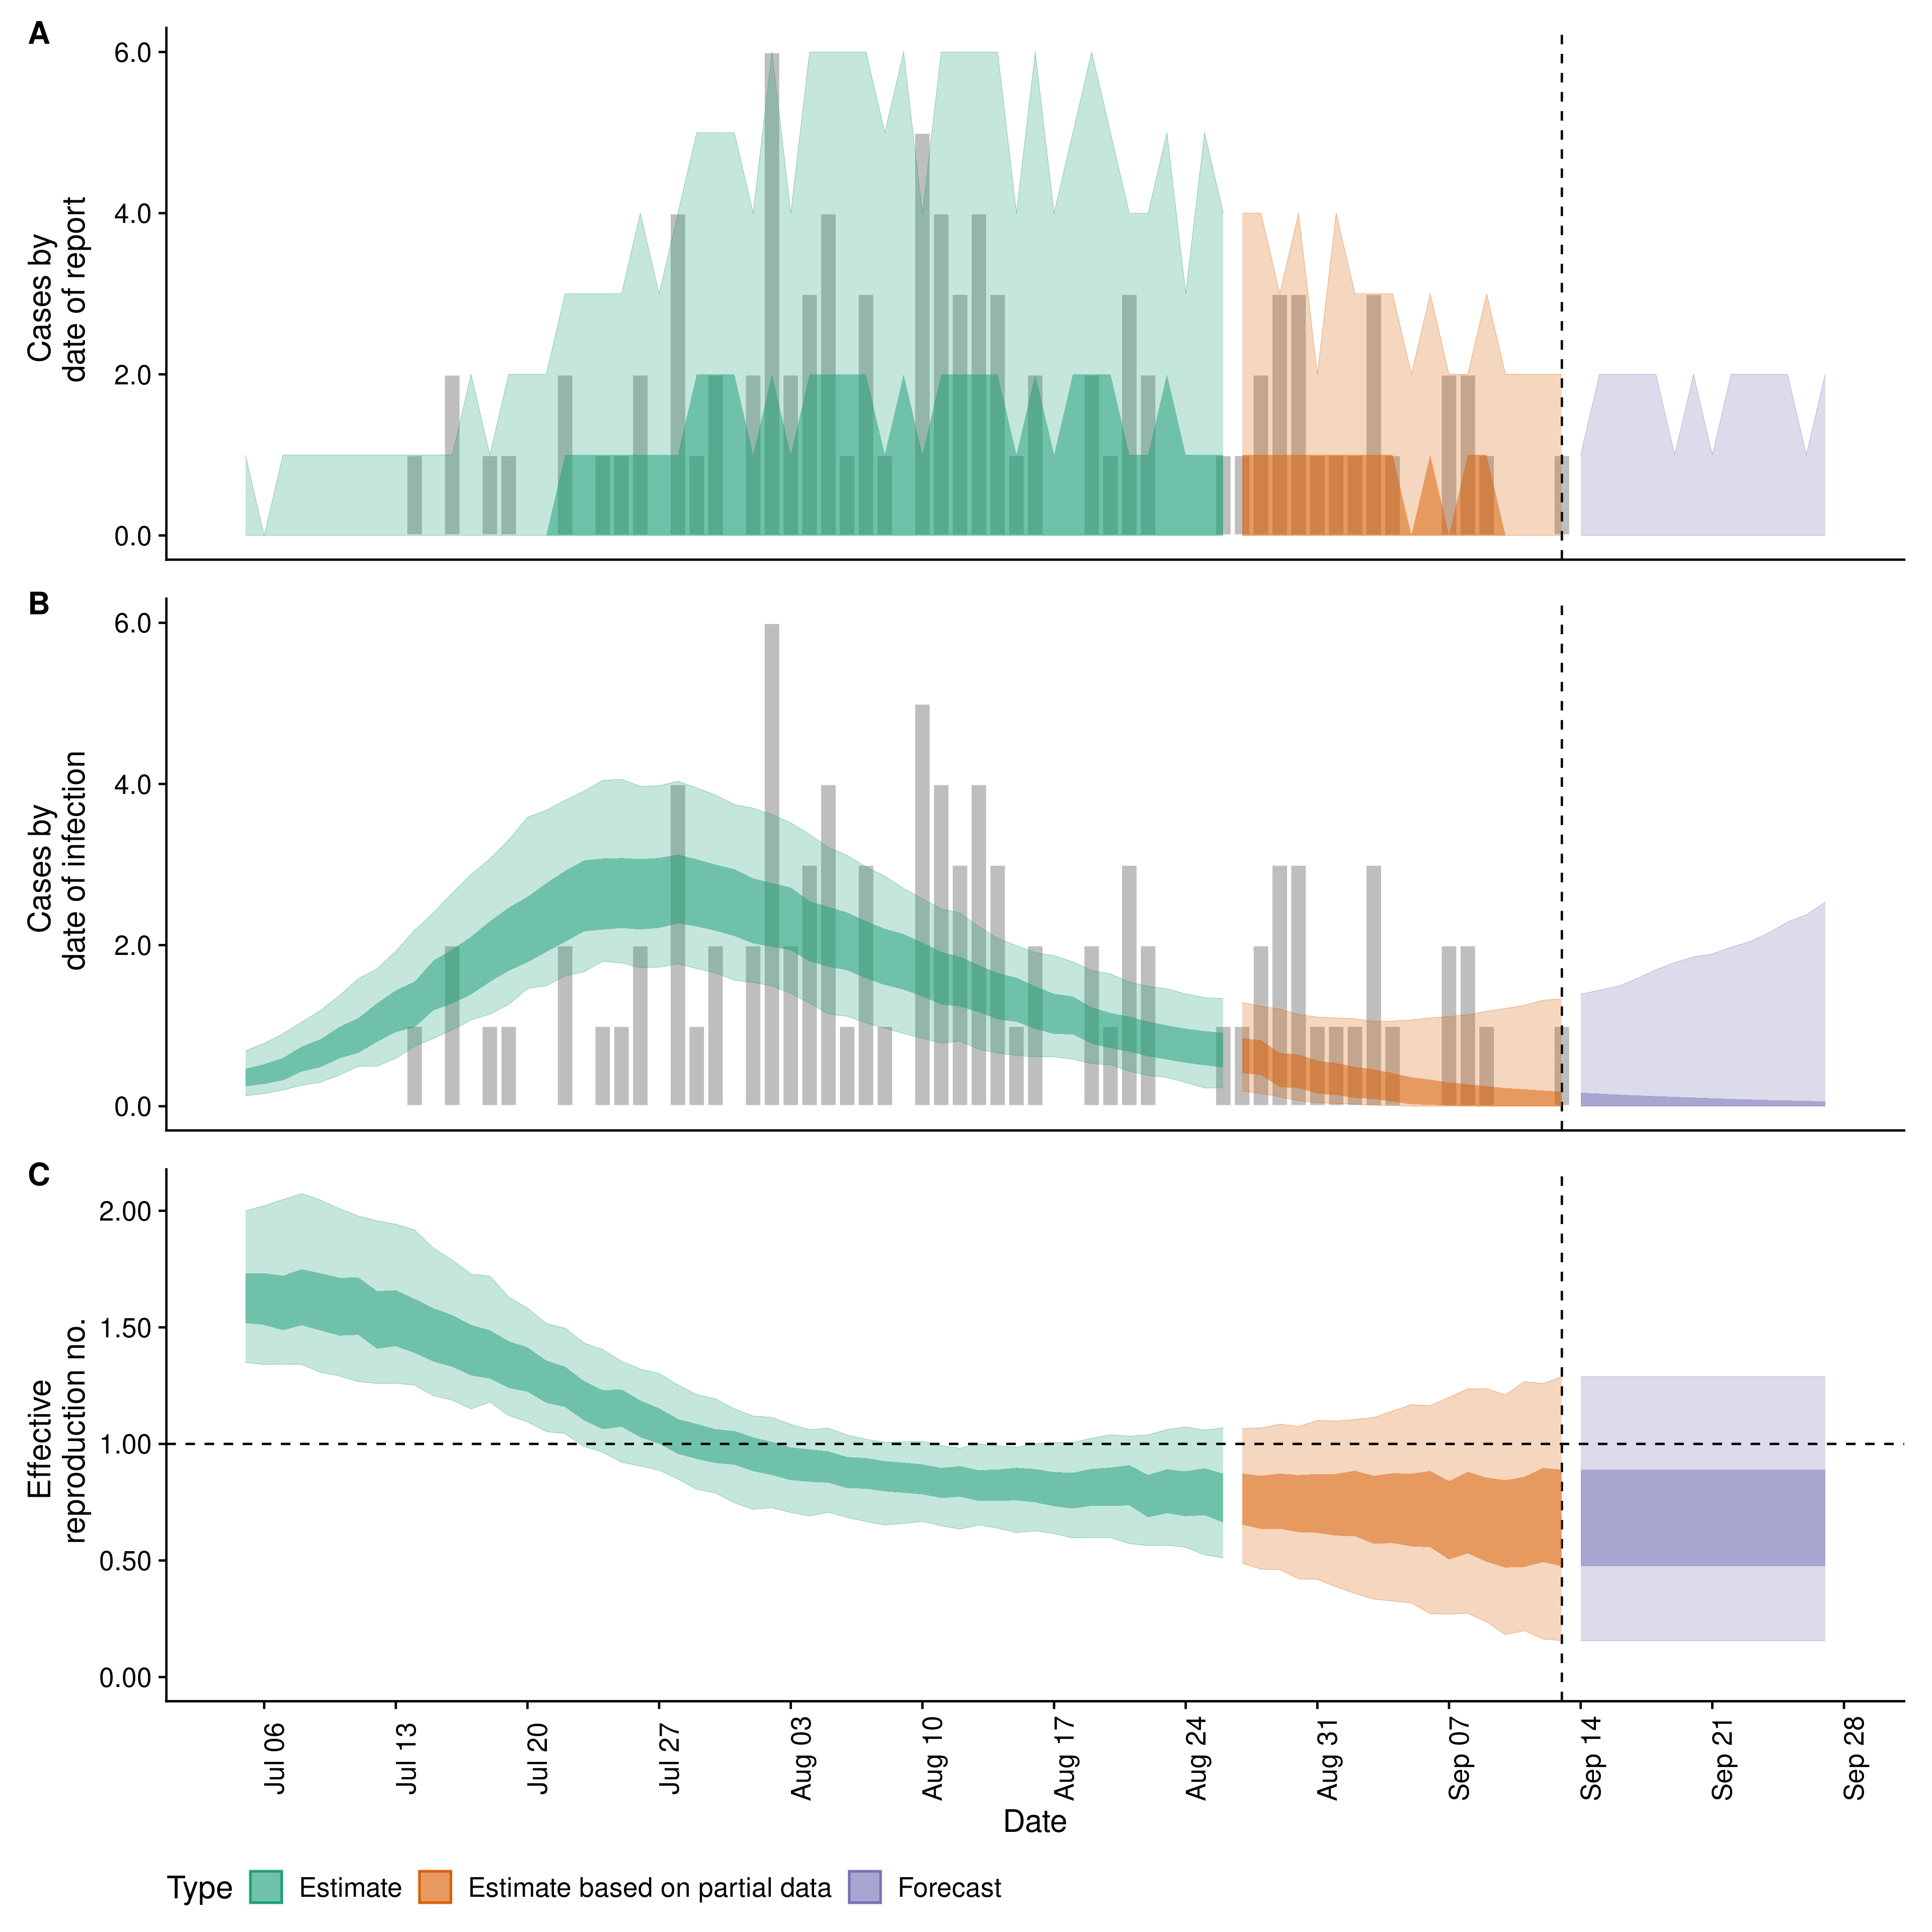 A
6.0
4.0
2.0
0.0
Cases by
date of report
B
6.0
4.0
2.0
0.0
Cases by
date of infection
C
2.00
1.50
1.00
0.50
0.00
Effective
reproduction no.
Jul 06
Jul 13
Jul 20
Jul 27
Aug 03
Aug 10
Aug 17
Aug 24
Aug 31
Sep 07
Sep 14
Sep 21
Sep 28
Date
Type Estimate Estimate based on partial data Forecast